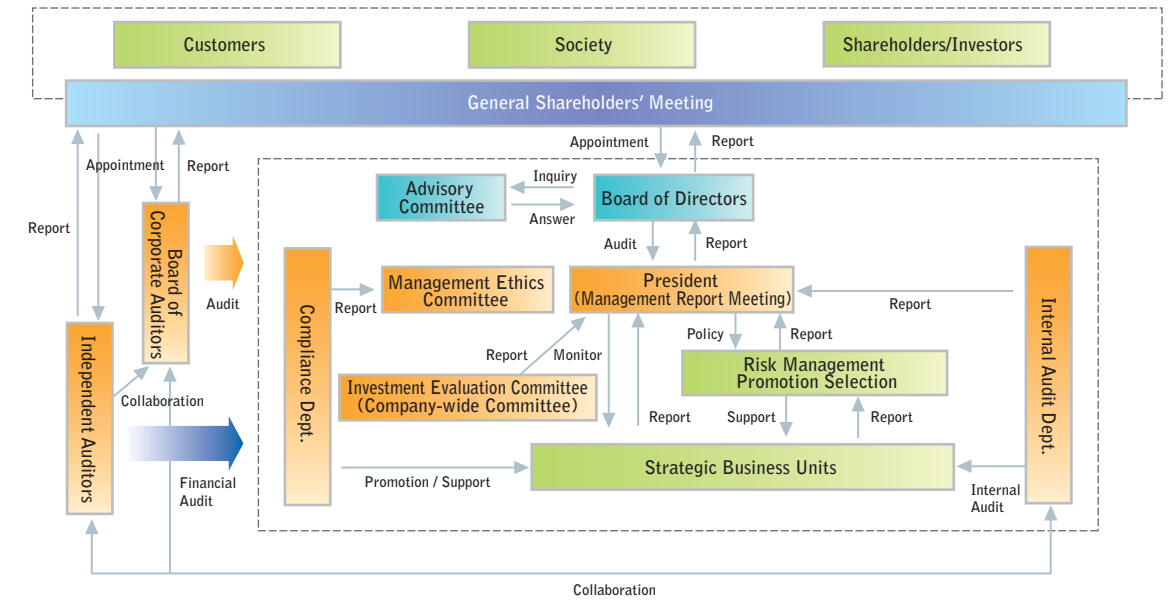 Customers
Society
Shareholders/Investors
General Shareholders' Meeting
Appointment
Report
Appointment
Report
Report
Advisory
Committee
Inquiry
Answer
Board of Directors
Board of
Corporate Auditors
Audit
Audit
Report
Compliance Dept.
Management Ethics
Committee
Report
President
(Management Report Meeting)
Report
Internal Audit Dept.
Independent Auditors
Report
Monitor
Policy
Report
Risk Management
Promotion Selection
Investment Evaluation Committee
(Company-wide Committee)
Collaboration
Report
Support
Report
Strategic Business Units
Financial
Audit
Promotion / Support
Internal
Audit
Collaboration